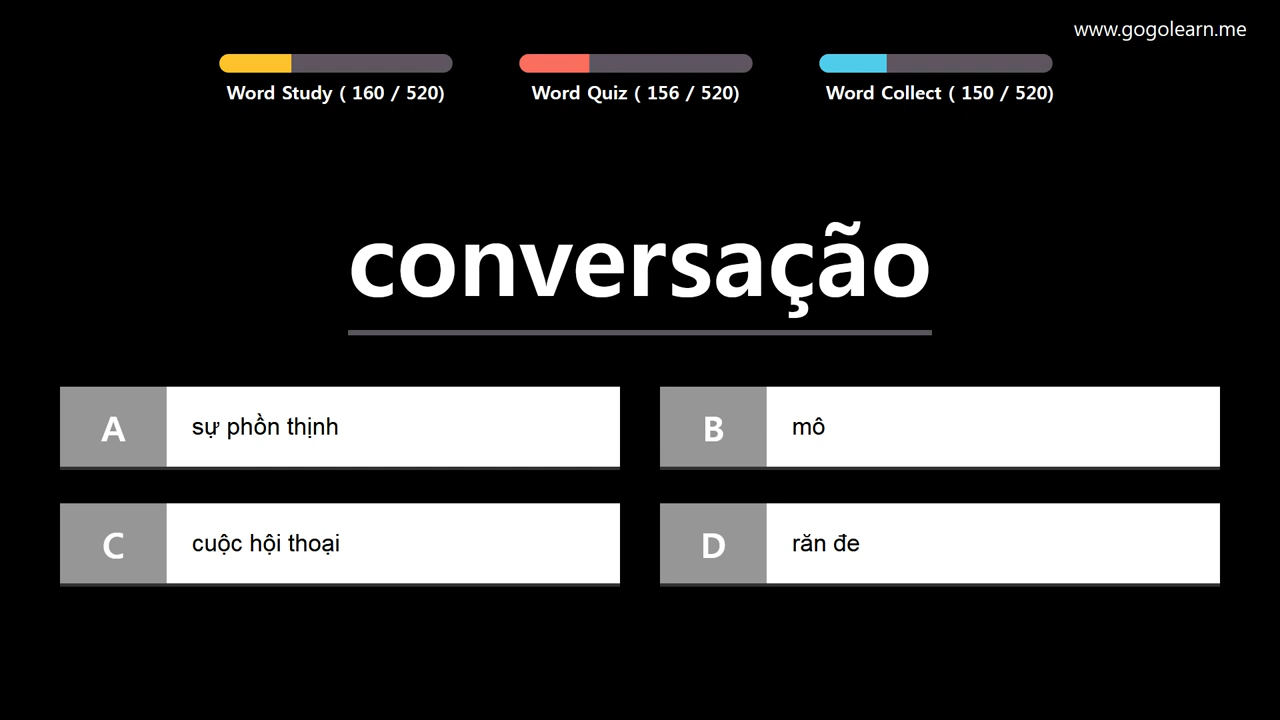 www.gogolearn.me
Word Study ( 160 / 520)
Word Quiz ( 156 / 520)
Word Collect ( 150 / 520)
conversação
A
sự phồn thịnh
B
mô
C
cuộc hội thoại
D
răn đe